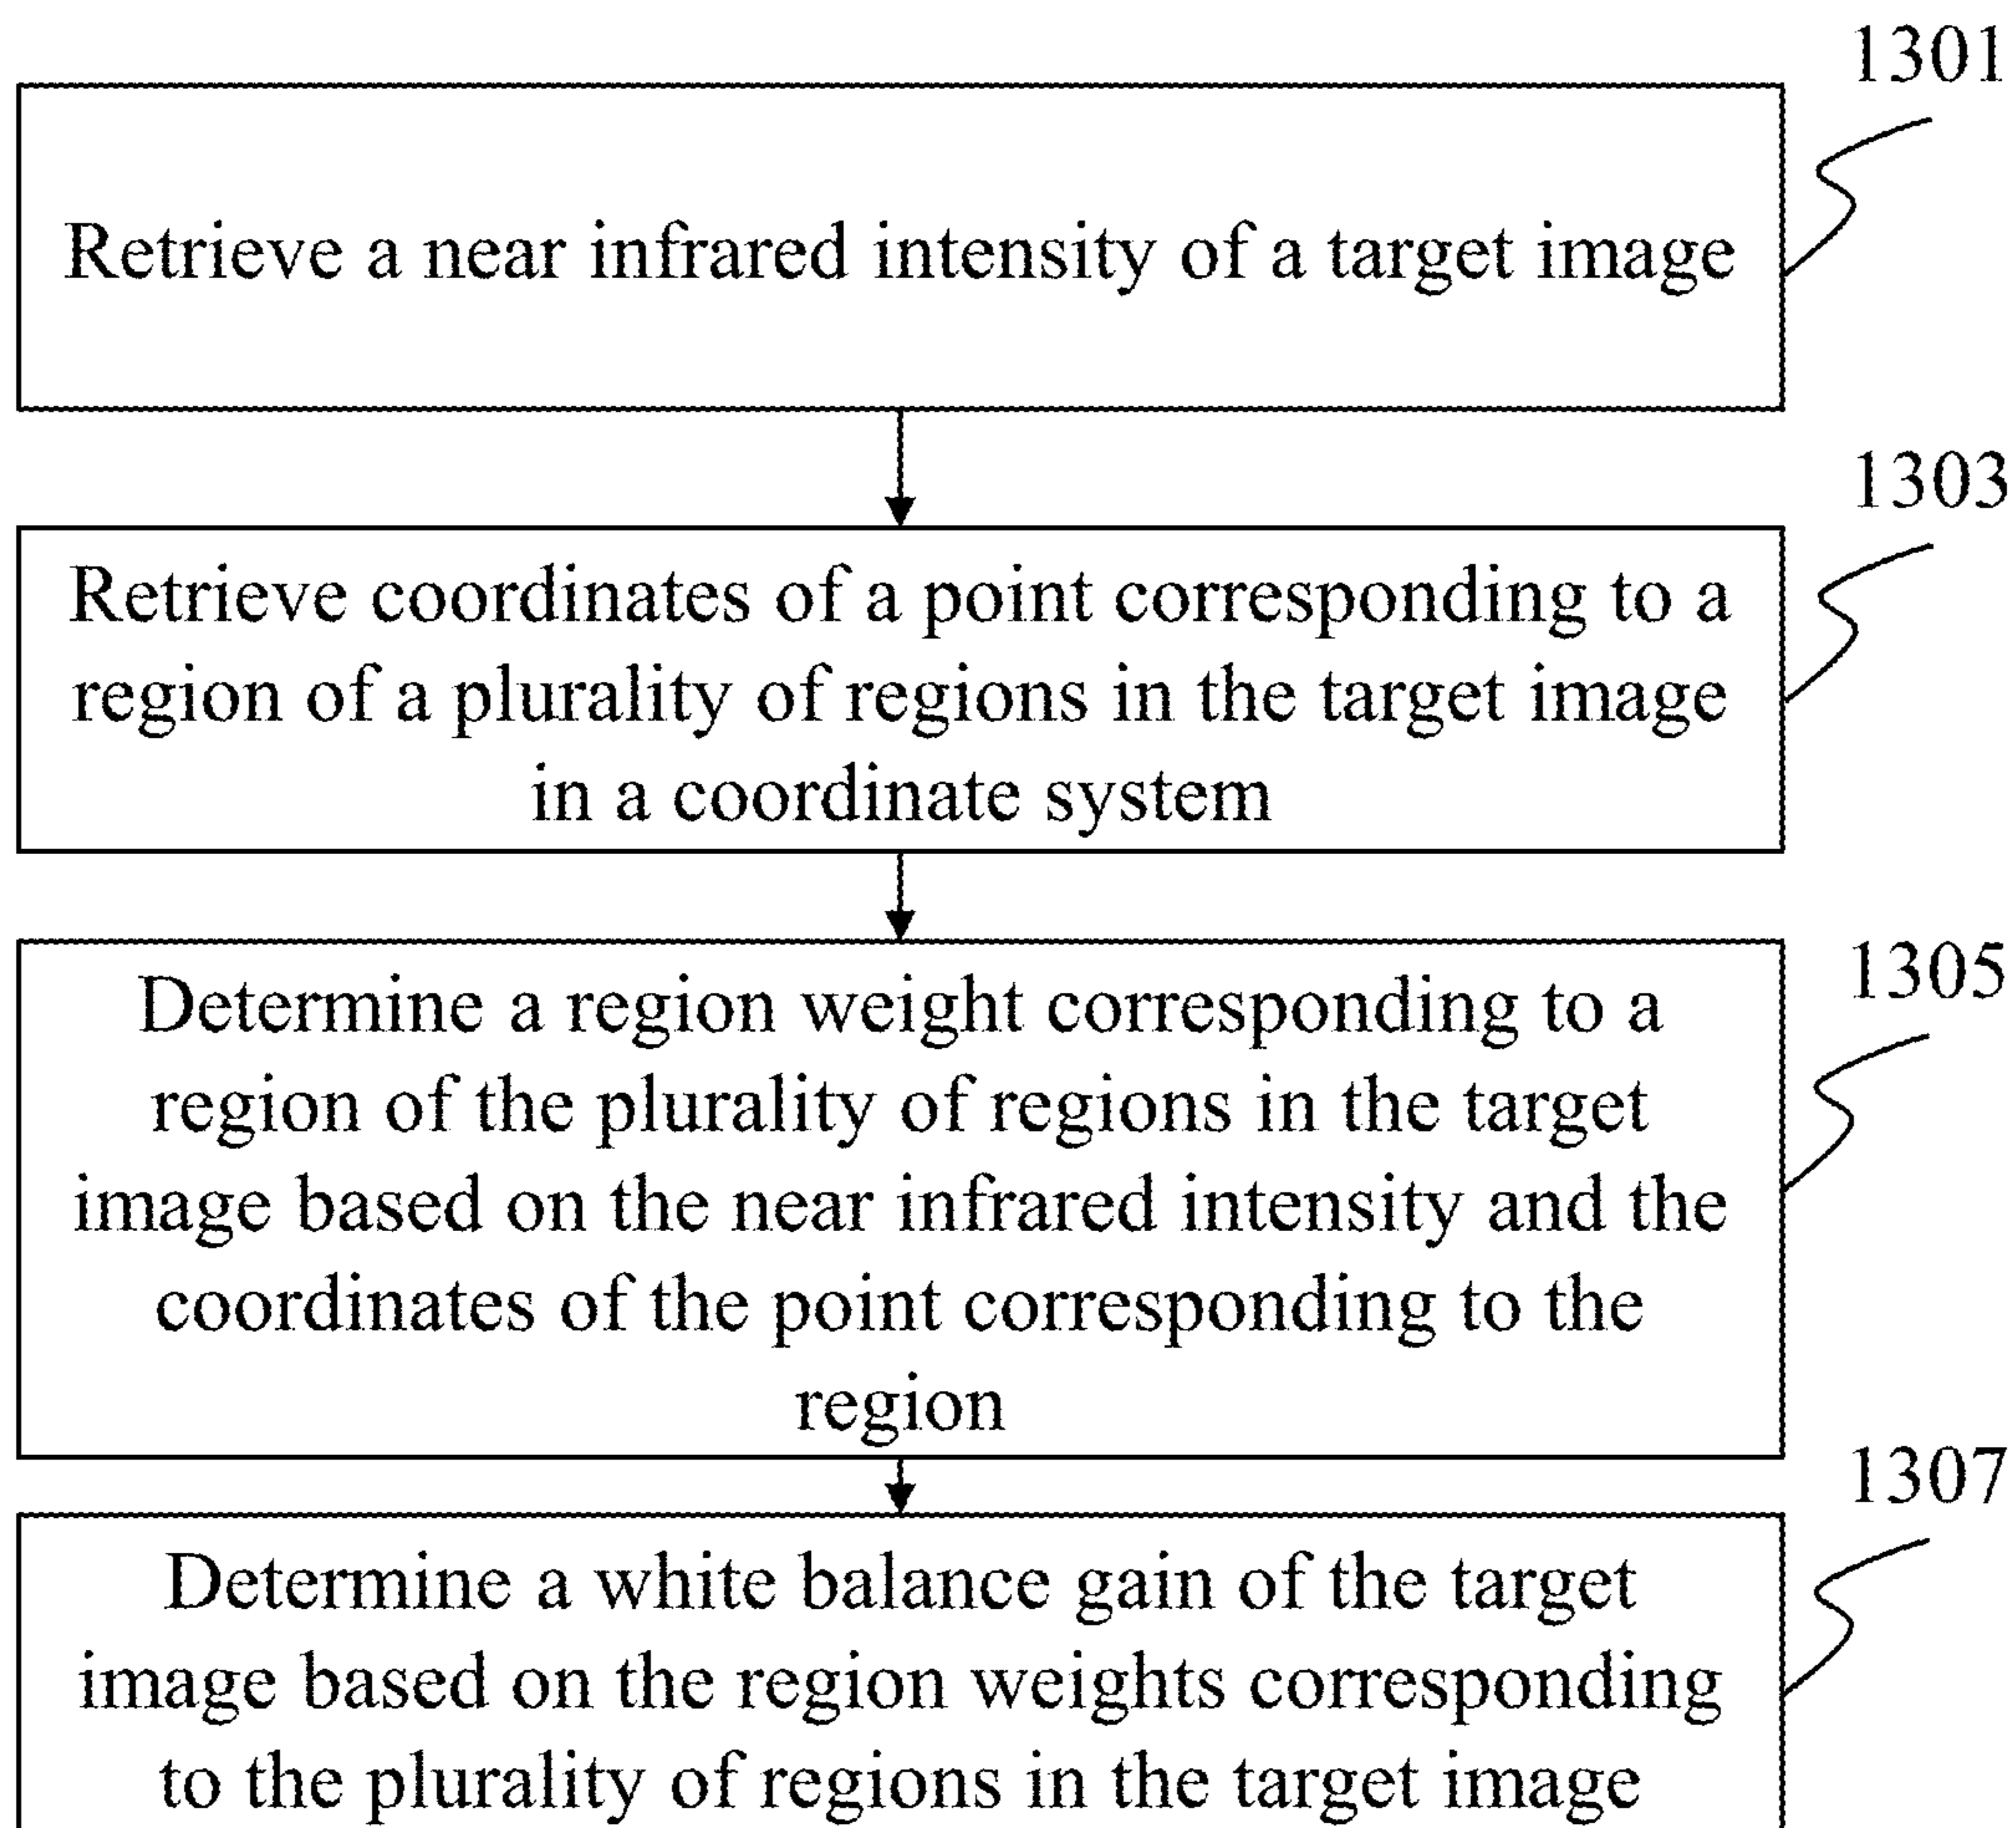 1301
Retrieve a near infrared intensity of a target image
1303
Retrieve coordinates of a point corresponding to a
region of a plurality of regions in the target image
in a coordinate system
1305
Determine a region weight corresponding to a
region of the plurality of regions in the target
image based on the near infrared intensity and the
coordinates of the point corresponding to the
region
1307
Determine a white balance gain of the target
image based on the region weights corresponding
to the plurality of regions in the target image